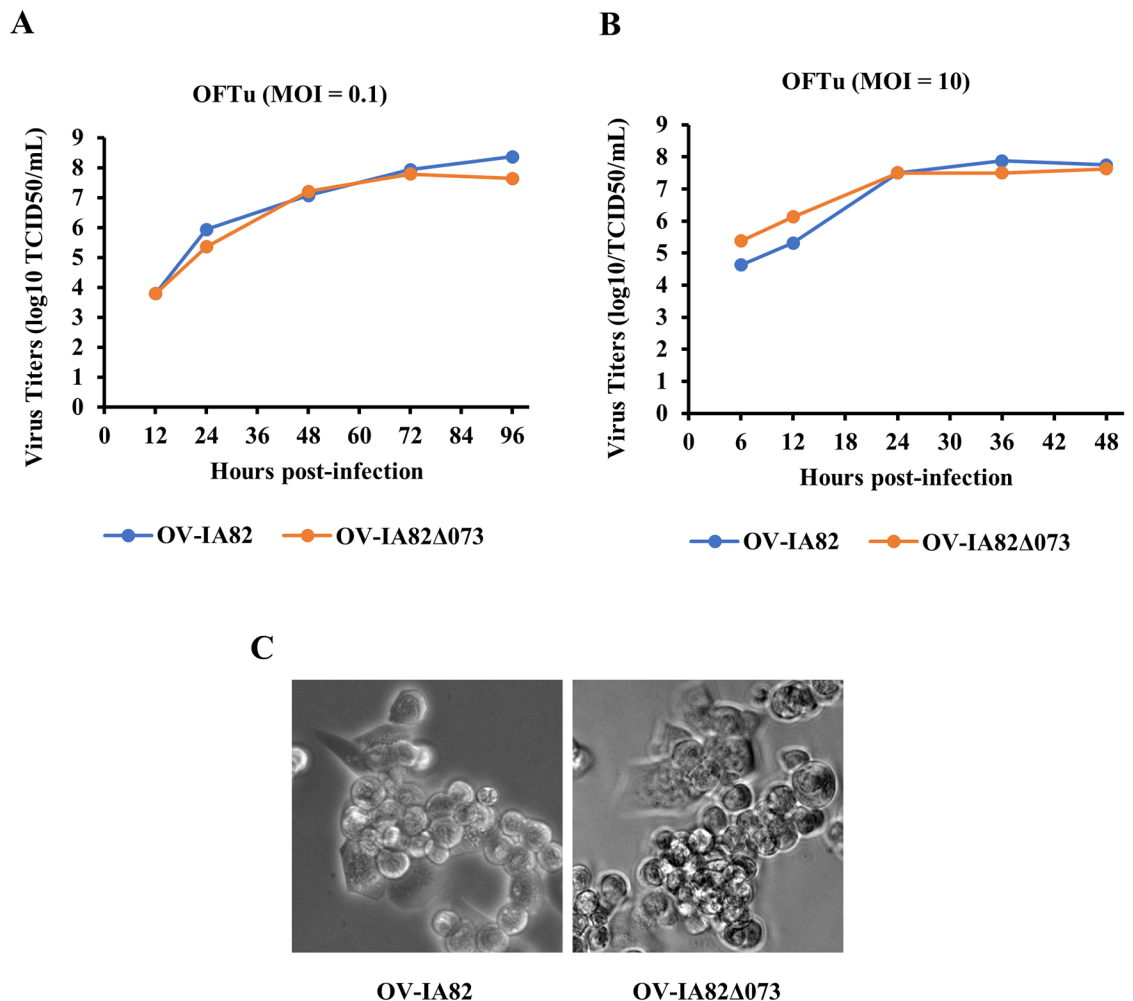 A
OFTu (MOI = 0.1)
Virus Titers (log10 TCID50/mL)
9
8
7
6
5
4
3
2
1
0
0 12 24 36 48 60 72 84 96
Hours post-infection
OV-IA82 OV-IA82Δ073
B
OFTu (MOI = 10)
Virus Titers (log10/TCID50/mL)
9
8
7
6
5
4
3
2
1
0
0 6 12 18 24 30 36 42 48
Hours post-infection
OV-IA82 OV-IA82Δ073
C
OV-IA82 OV-IA82Δ073